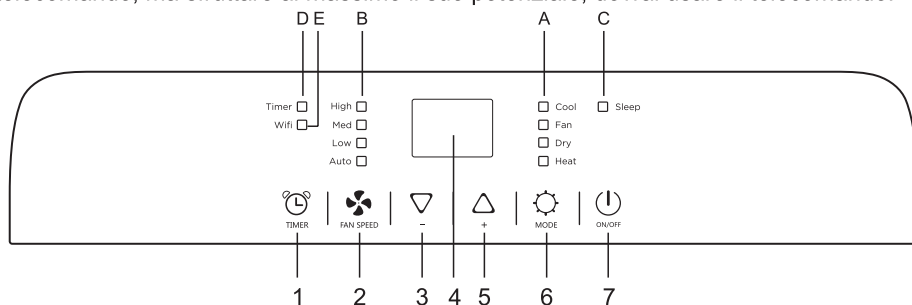 telecomando, ma sfruttare al massimo il suo potenziale, dovrai usare il telecomando.
D E B A C
Timer High Cool Sleep
Wifi Med Fan
Low Dry
Auto Heat
TIMER FAN SPEED - + MODE ON/OFF
1 2 3 4 5 6 7